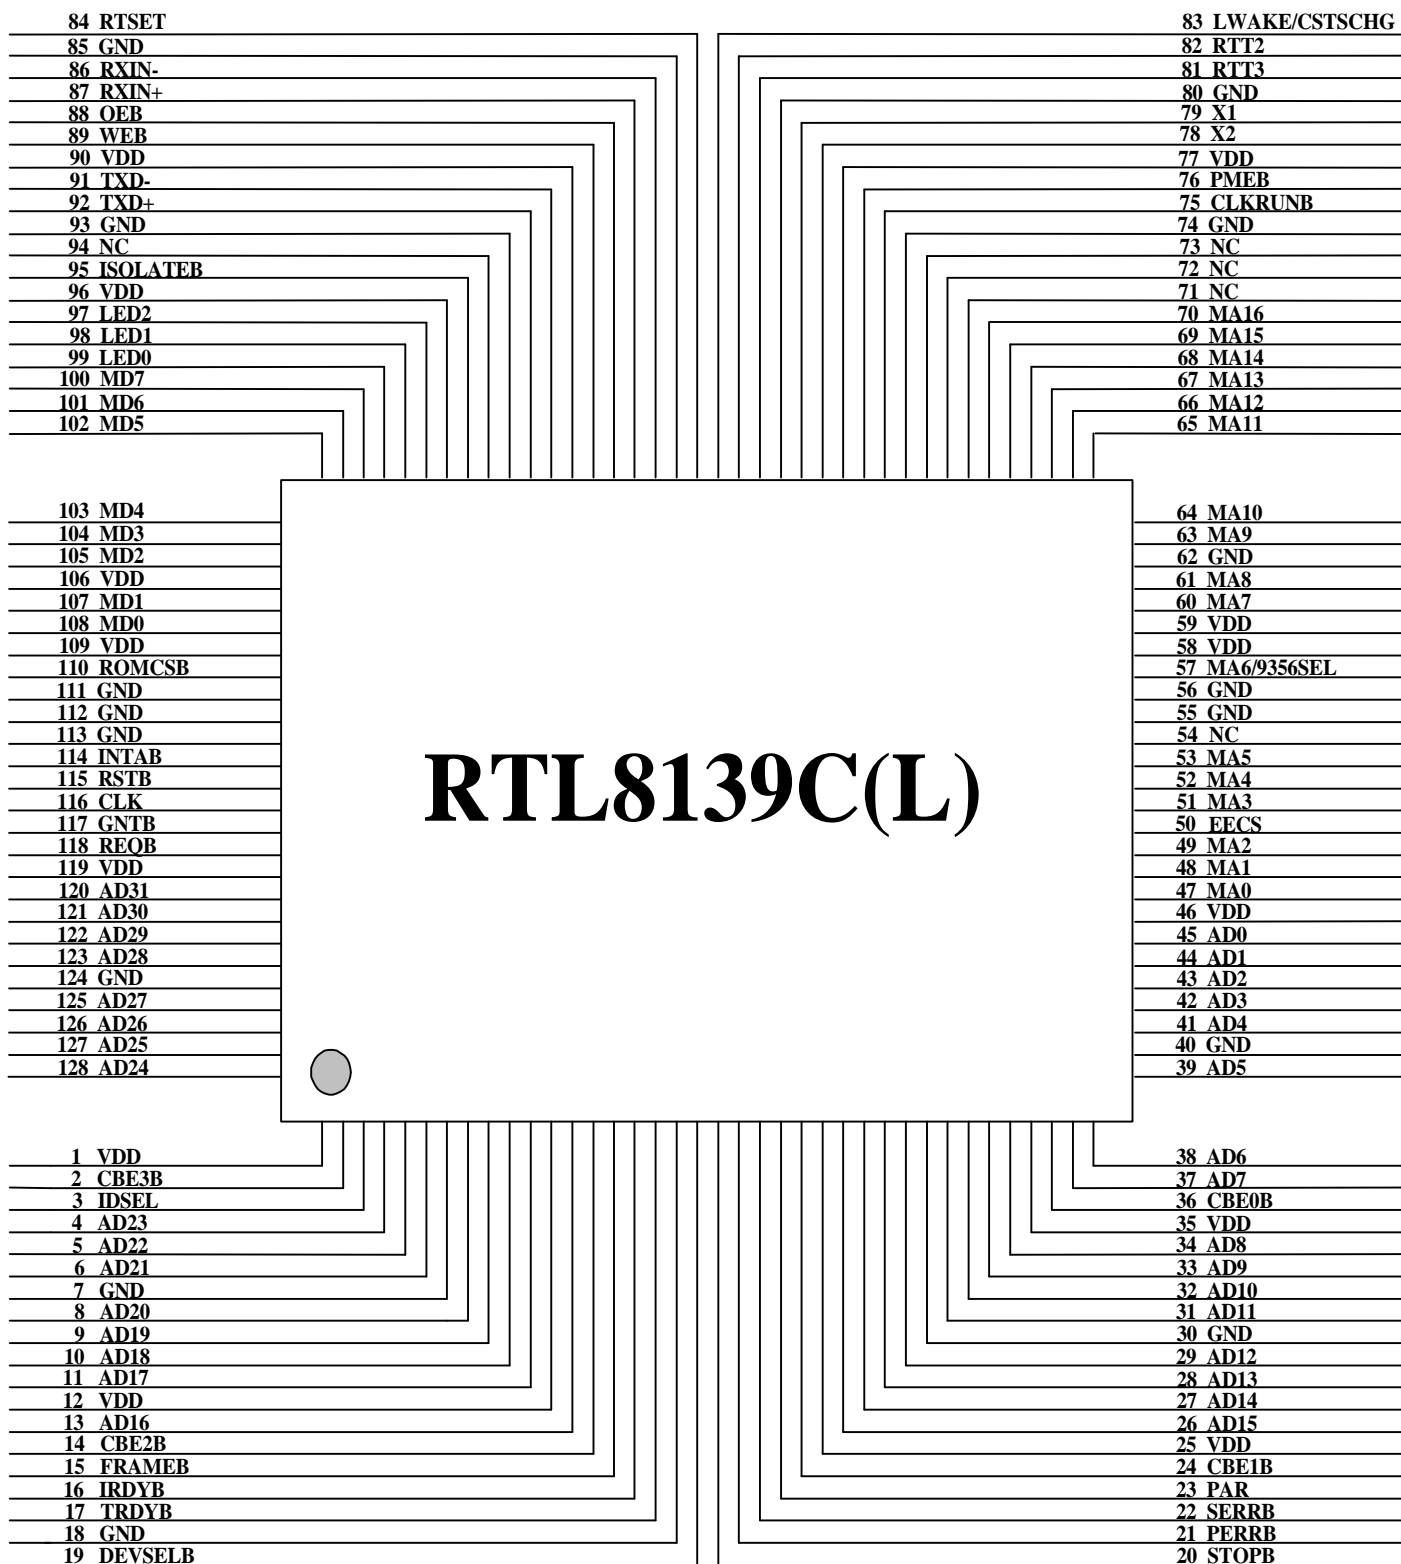 84 RTSET
85 GND
86 RXIN-
87 RXIN+
88 OEB
89 WEB
90 VDD
91 TXD-
92 TXD+
93 GND
94 NC
95 ISOLATEB
96 VDD
97 LED2
98 LED1
99 LED0
100 MD7
101 MD6
102 MD5
83 LWAKE/CSTSCHG
82 RTT2
81 RTT3
80 GND
79 X1
78 X2
77 VDD
76 PMEB
75 CLKRUNB
74 GND
73 NC
72 NC
71 NC
70 MA16
69 MA15
68 MA14
67 MA13
66 MA12
65 MA11
103 MD4
104 MD3
105 MD2
106 VDD
107 MD1
108 MD0
109 VDD
110 ROMCSB
111 GND
112 GND
113 GND
114 INTAB
115 RSTB
116 CLK
117 GNTB
118 REQB
119 VDD
120 AD31
121 AD30
122 AD29
123 AD28
124 GND
125 AD27
126 AD26
127 AD25
128 AD24
RTL8139C(L)
64 MA10
63 MA9
62 GND
61 MA8
60 MA7
59 VDD
58 VDD
57 MA6/9356SEL
56 GND
55 GND
54 NC
53 MA5
52 MA4
51 MA3
50 EECS
49 MA2
48 MA1
47 MA0
46 VDD
45 AD0
44 AD1
43 AD2
42 AD3
41 AD4
40 GND
39 AD5
1 VDD
2 CBE3B
3 IDSEL
4 AD23
5 AD22
6 AD21
7 GND
8 AD20
9 AD19
10 AD18
11 AD17
12 VDD
13 AD16
14 CBE2B
15 FRAMEB
16 IRDYB
17 TRDYB
18 GND
19 DEVSELB
38 AD6
37 AD7
36 CBE0B
35 VDD
34 AD8
33 AD9
32 AD10
31 AD11
30 GND
29 AD12
28 AD13
27 AD14
26 AD15
25 VDD
24 CBE1B
23 PAR
22 SERRB
21 PERRB
20 STOPB